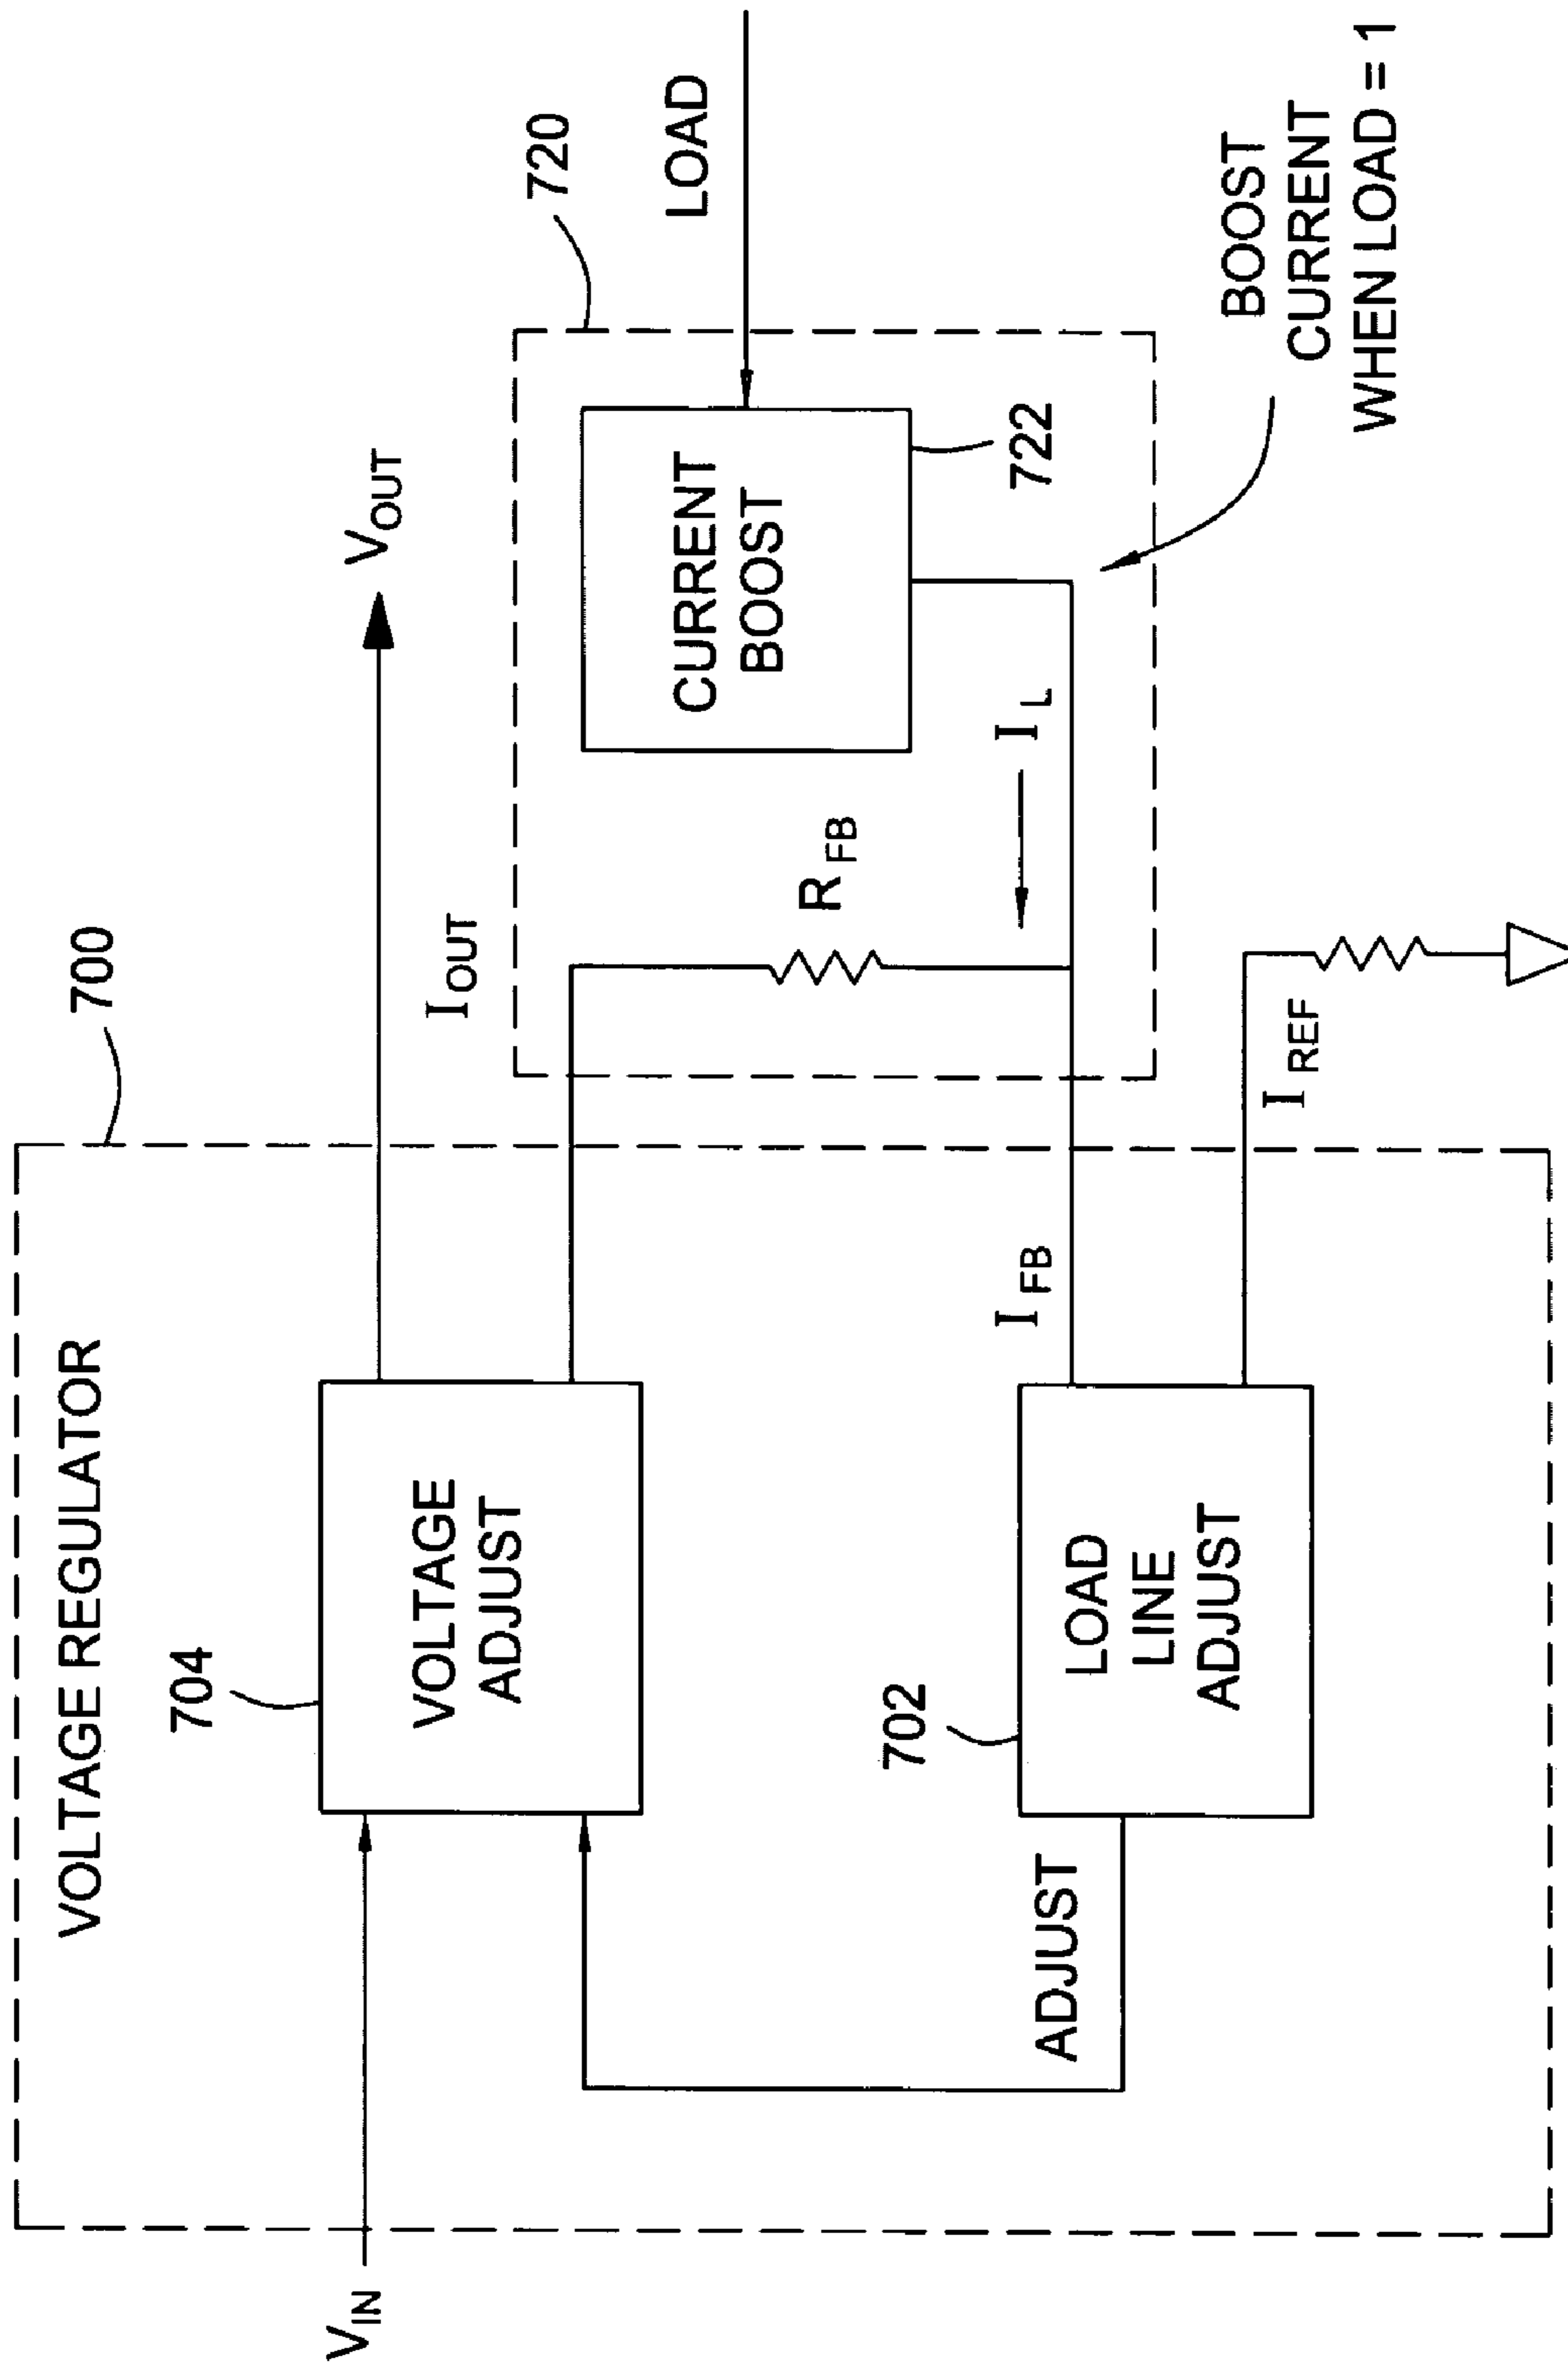 700
VOLTAGE REGULATOR
720
704
V_IN
VOLTAGE
ADJUST
V_OUT
I_OUT
LOAD
CURRENT
BOOST
R_FB
702
722
ADJUST
I_FB
I_L
LOAD
LINE
ADJUST
I_REF
BOOST
CURRENT
WHEN LOAD = 1